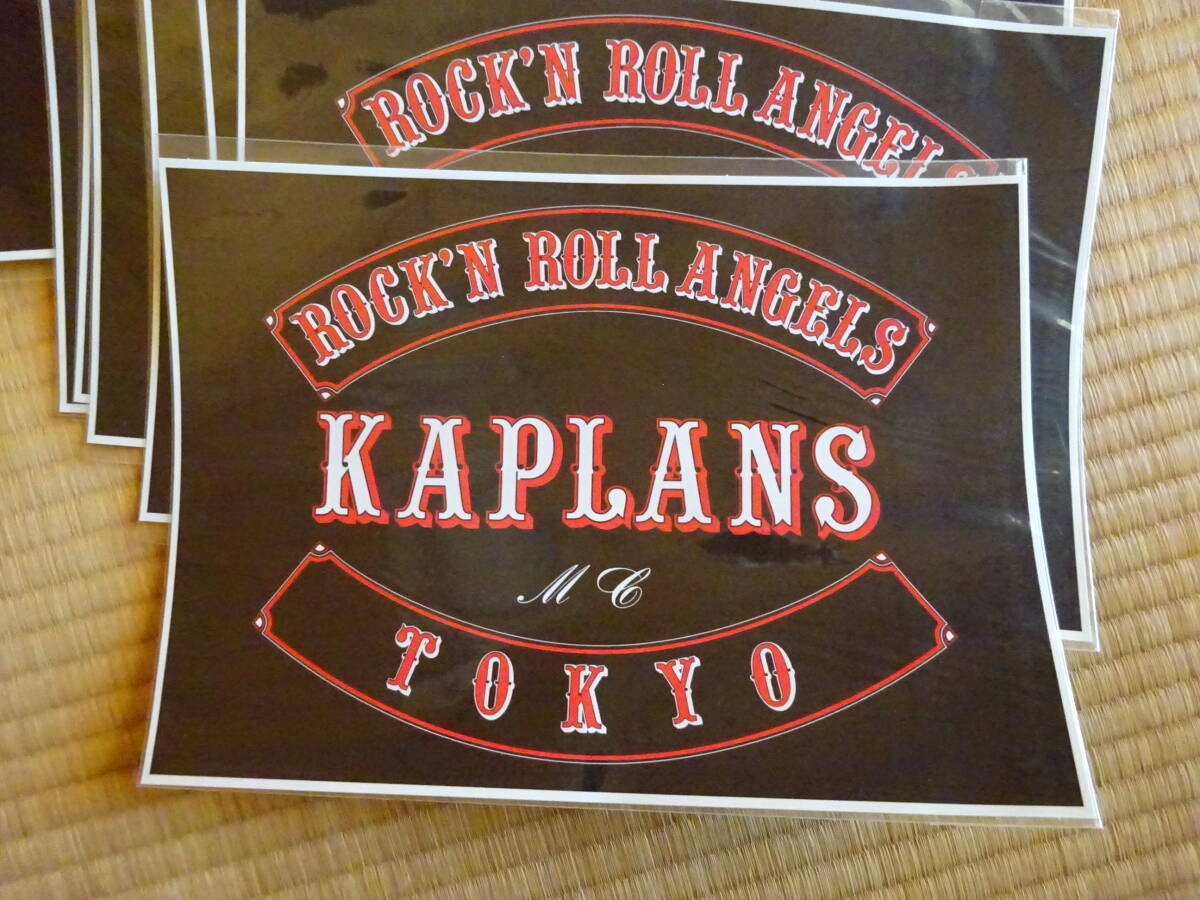 ROCK'N ROLL ANGELS
ROCK'N ROLL ANGELS
KAPLANS
MC
TOKYO